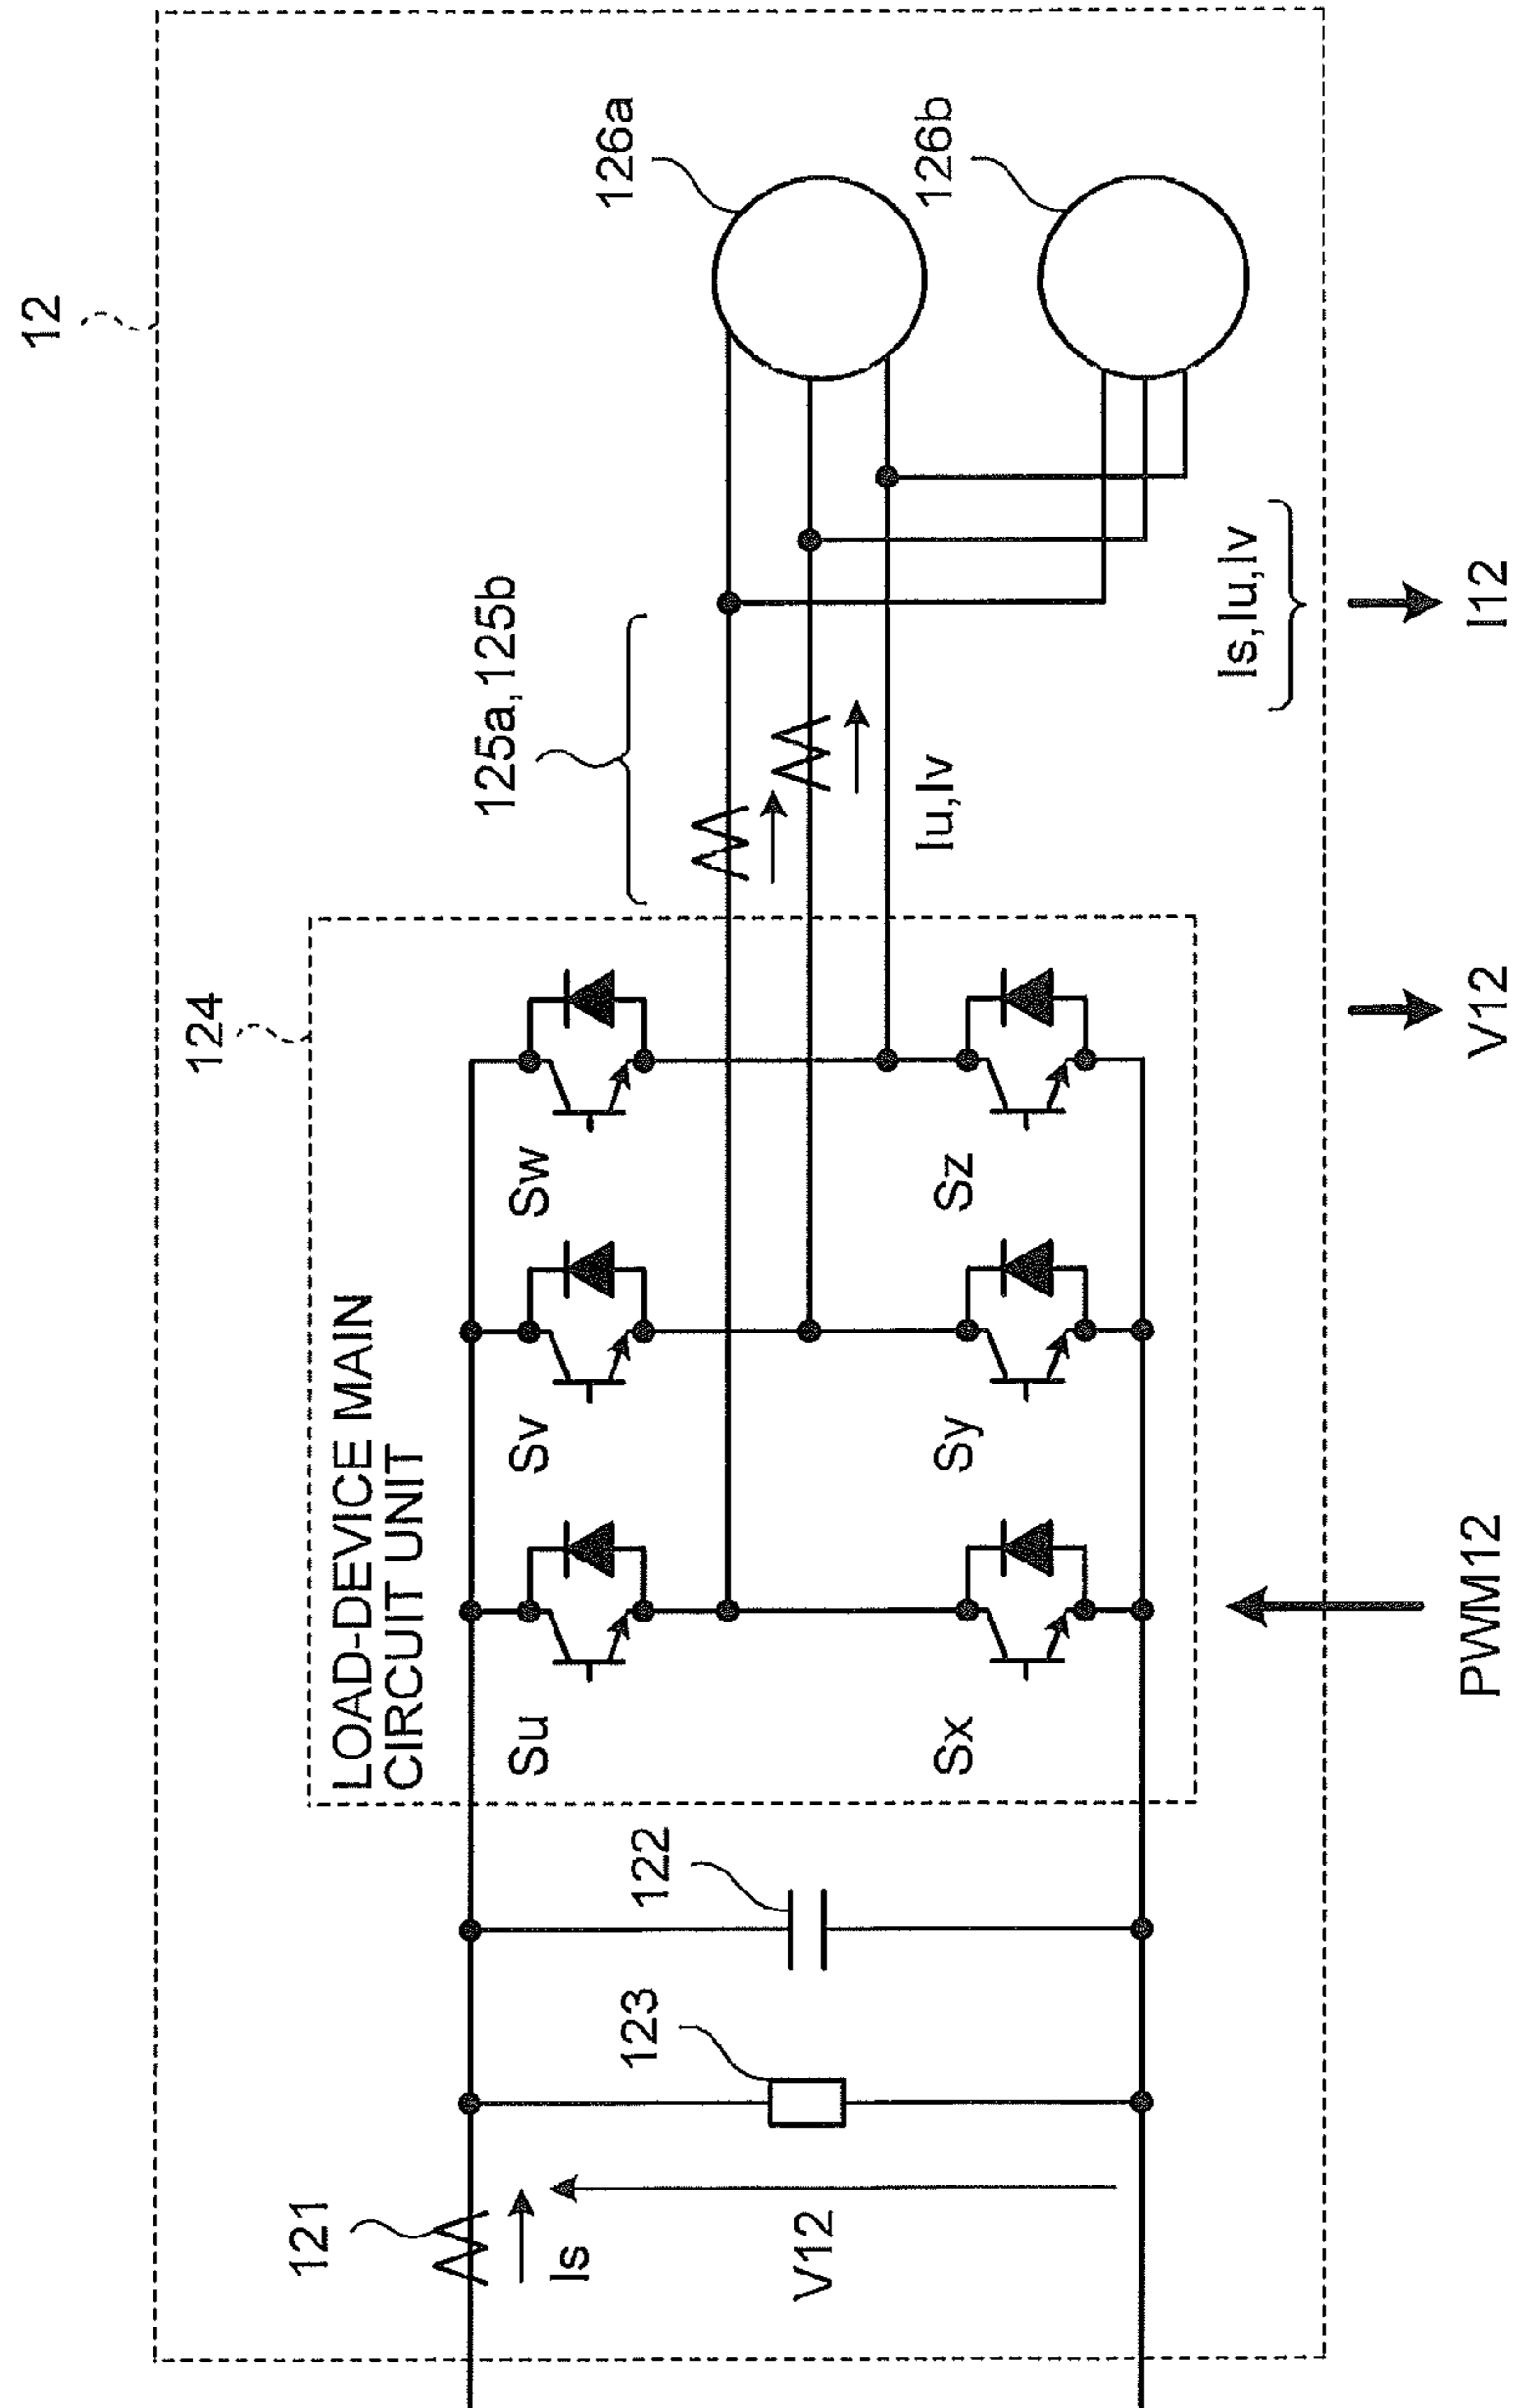 12
124
LOAD-DEVICE MAIN
CIRCUIT UNIT
125a,125b
126a
126b
121
Is
V12
123
122
Su
Sv
Sw
Sx
Sy
Sz
Iu,Iv
Is,Iu,Iv
PWM12
V12
I12